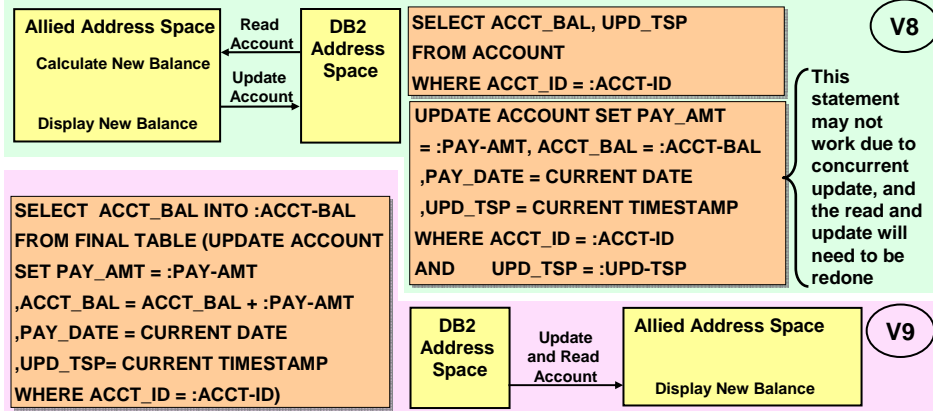 Allied Address Space
Calculate New Balance
Display New Balance
Read
Account
Update
Account
DB2
Address
Space
SELECT ACCT_BAL, UPD_TSP
FROM ACCOUNT
WHERE ACCT_ID = :ACCT-ID
V8
UPDATE ACCOUNT SET PAY_AMT
= :PAY-AMT, ACCT_BAL = :ACCT-BAL
,PAY_DATE = CURRENT DATE
,UPD_TSP = CURRENT TIMESTAMP
WHERE ACCT_ID = :ACCT-ID
AND UPD_TSP = :UPD-TSP
This
statement
may not
work due to
concurrent
update, and
the read and
update will
need to be
redone
SELECT ACCT_BAL INTO :ACCT-BAL
FROM FINAL TABLE (UPDATE ACCOUNT
SET PAY_AMT = :PAY-AMT
,ACCT_BAL = ACCT_BAL + :PAY-AMT
,PAY_DATE = CURRENT DATE
,UPD_TSP= CURRENT TIMESTAMP
WHERE ACCT_ID = :ACCT-ID)
DB2
Address
Space
Update
and Read
Account
Allied Address Space
Display New Balance
V9